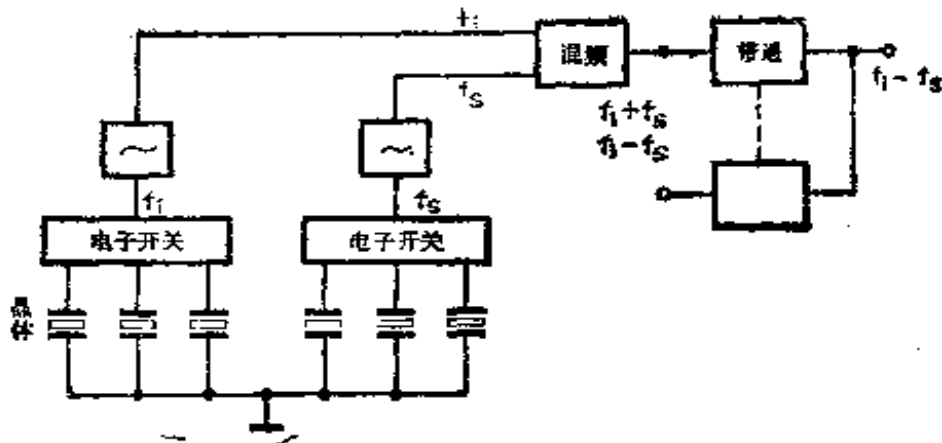 f₁
混频
带通
f₁ - fₛ
fₛ
f₁ + fₛ
f₁ - fₛ
~
~
f₁
fₛ
电子开关
电子开关
晶体